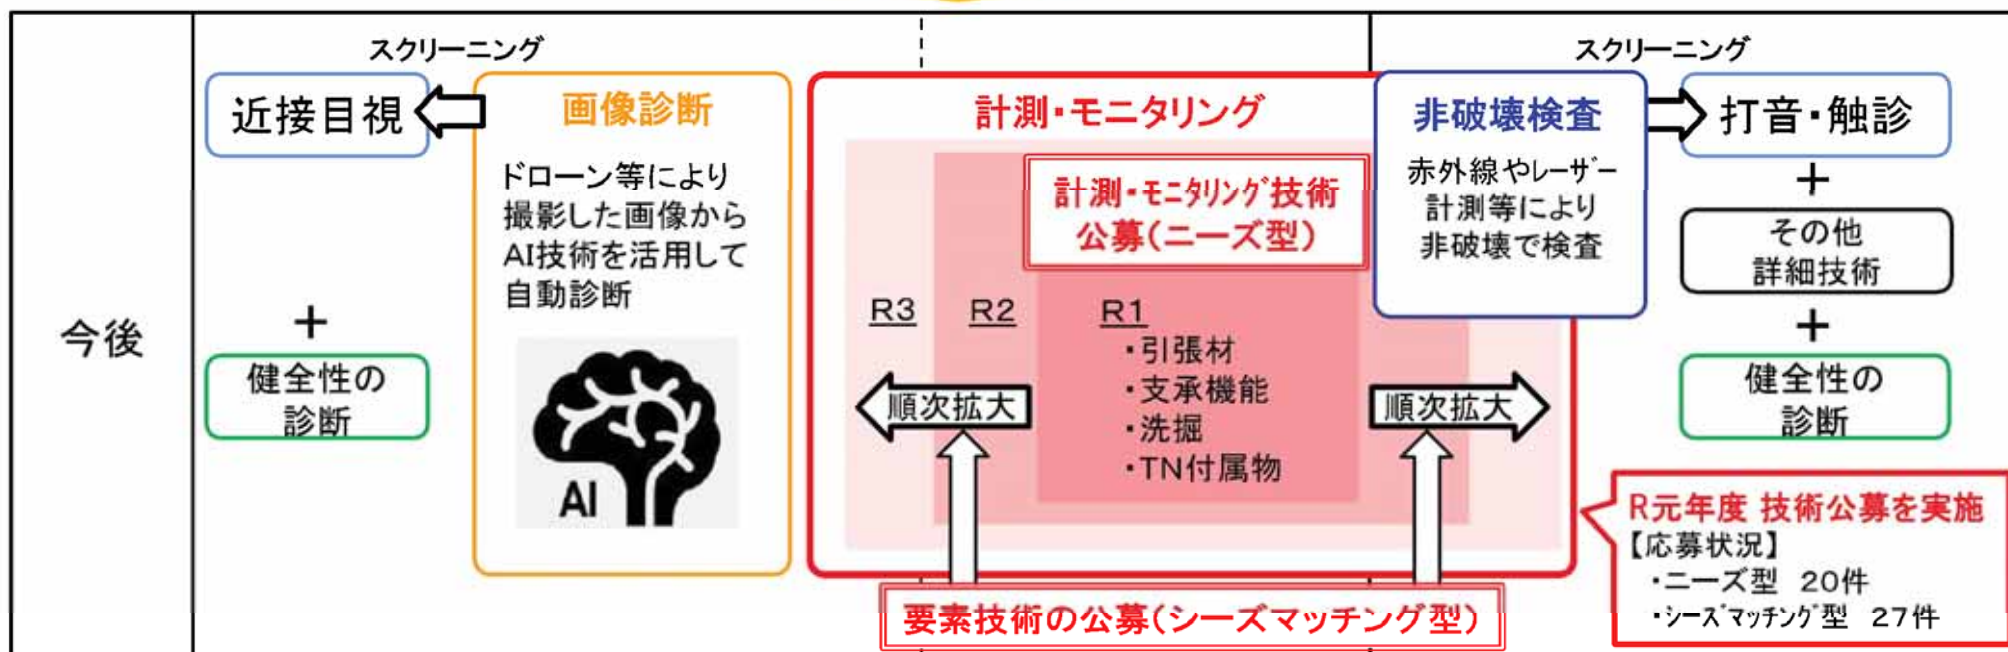 今後
スクリーニング
近接目視
+
健全性の
診断
画像診断
ドローン等により
撮影した画像から
AI技術を活用して
自動診断
AI
計測・モニタリング
計測・モニタリング技術
公募(ニーズ型)
R3
R2
R1
・引張材
・支承機能
・洗掘
・TN付属物
順次拡大
順次拡大
要素技術の公募(シーズマッチング型)
スクリーニング
非破壊検査
赤外線やレーザー
計測等により
非破壊で検査
打音・触診
+
その他
詳細技術
+
健全性の
診断
R元年度 技術公募を実施
【応募状況】
・ニーズ型 20件
・シーズマッチング型 27件